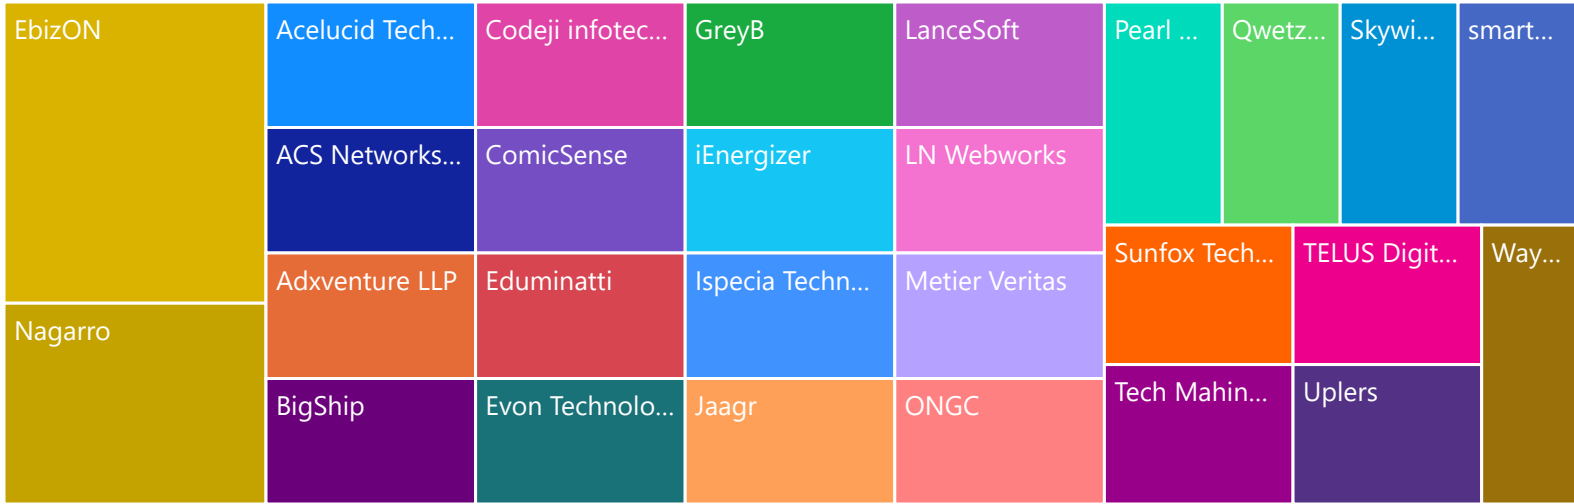 EbizON
Nagarro
Acelucid Tech...
ACS Networks...
Adxventure LLP
BigShip
Codeji infotec...
ComicSense
Eduminatti
Evon Technolo...
GreyB
iEnergizer
Ispecia Techn...
Jaagr
LanceSoft
LN Webworks
Metier Veritas
ONGC
Pearl ...
Qwetz...
Skywi...
smart...
Sunfox Tech...
TELUS Digit...
Way...
Tech Mahin...
Uplers